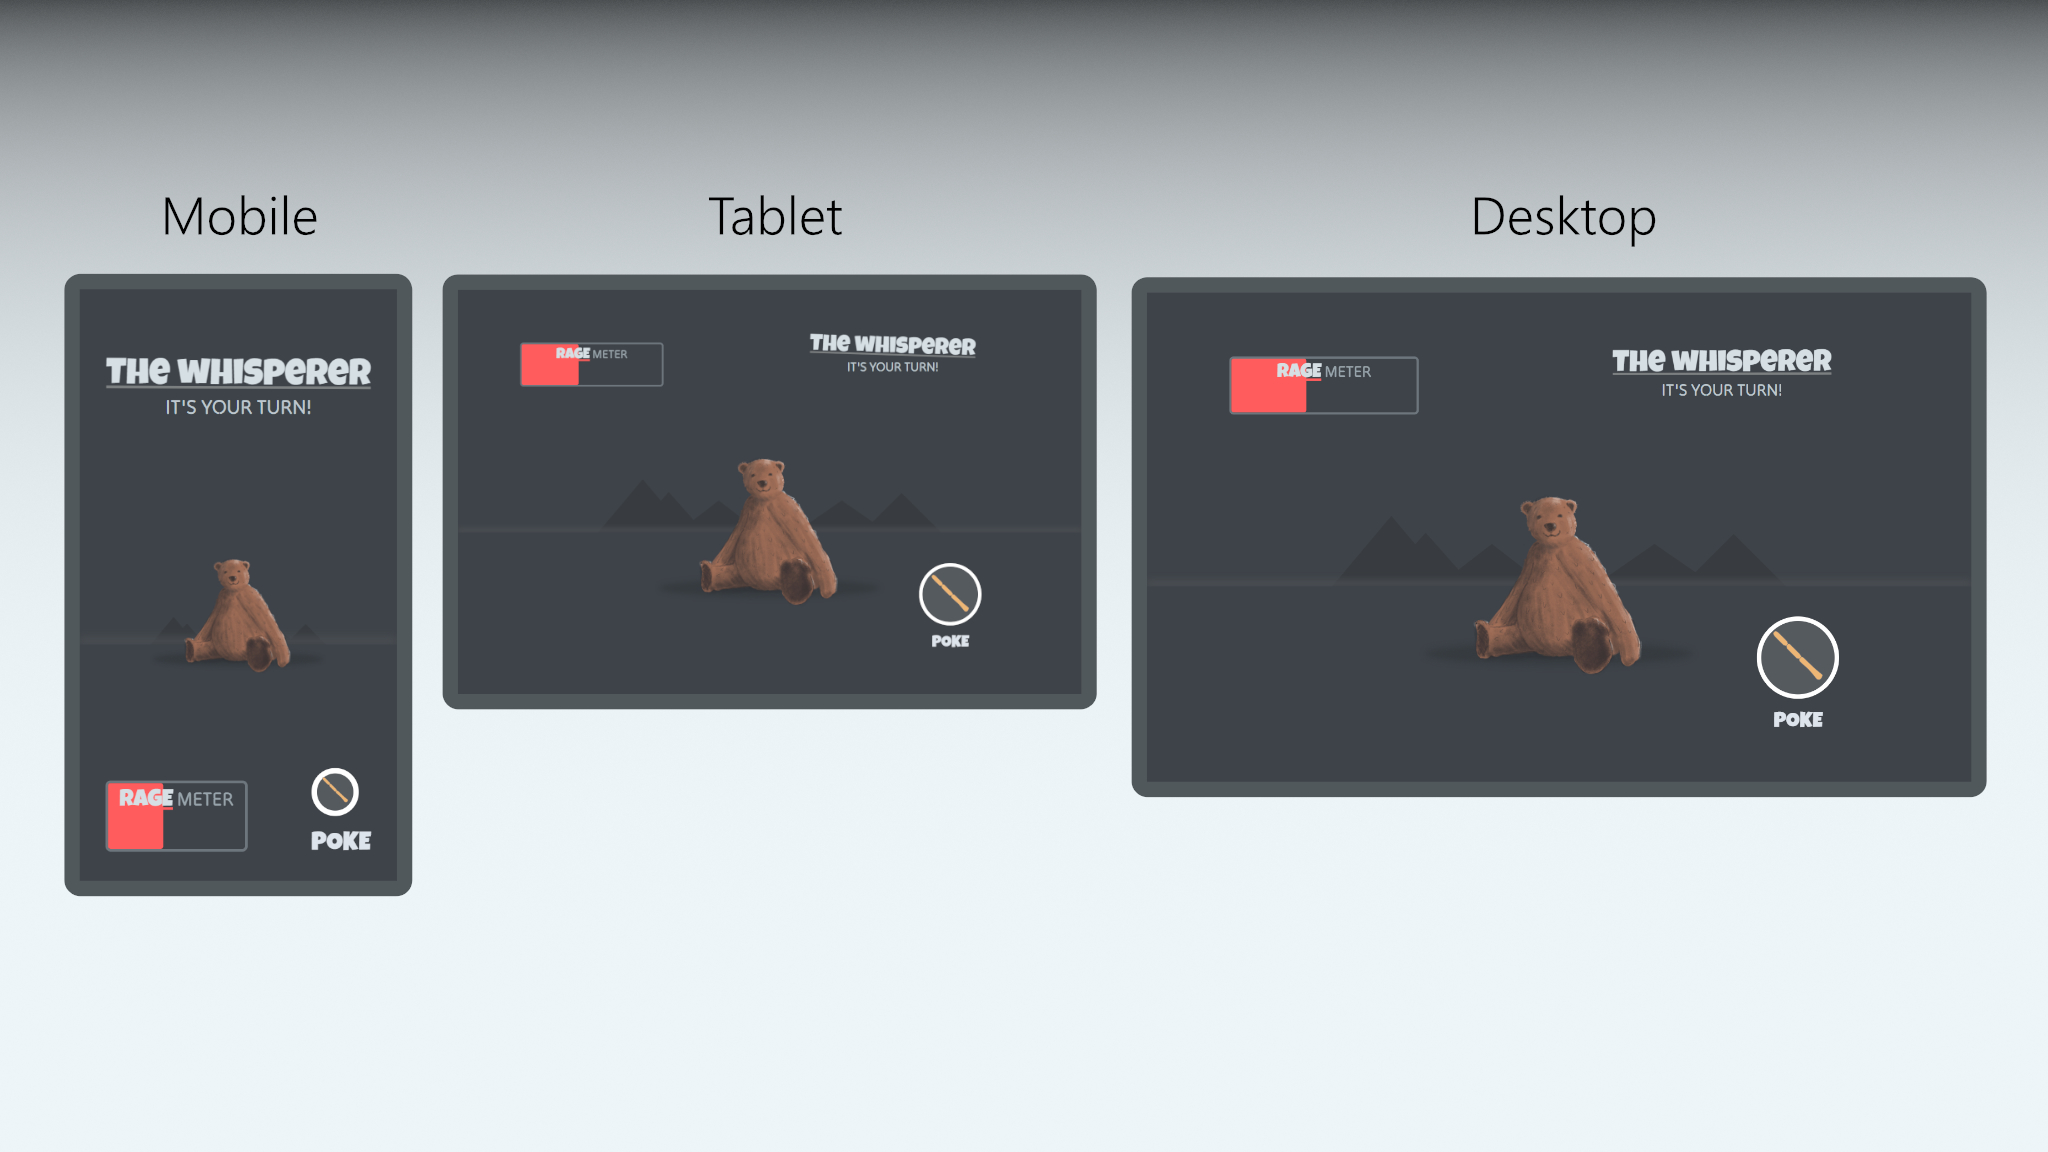 Mobile
THE WHISPERER
IT'S YOUR TURN!
RAGE METER
POKE
Tablet
RAGE METER
THE WHISPERER
IT'S YOUR TURN!
POKE
Desktop
RAGE METER
THE WHISPERER
IT'S YOUR TURN!
POKE